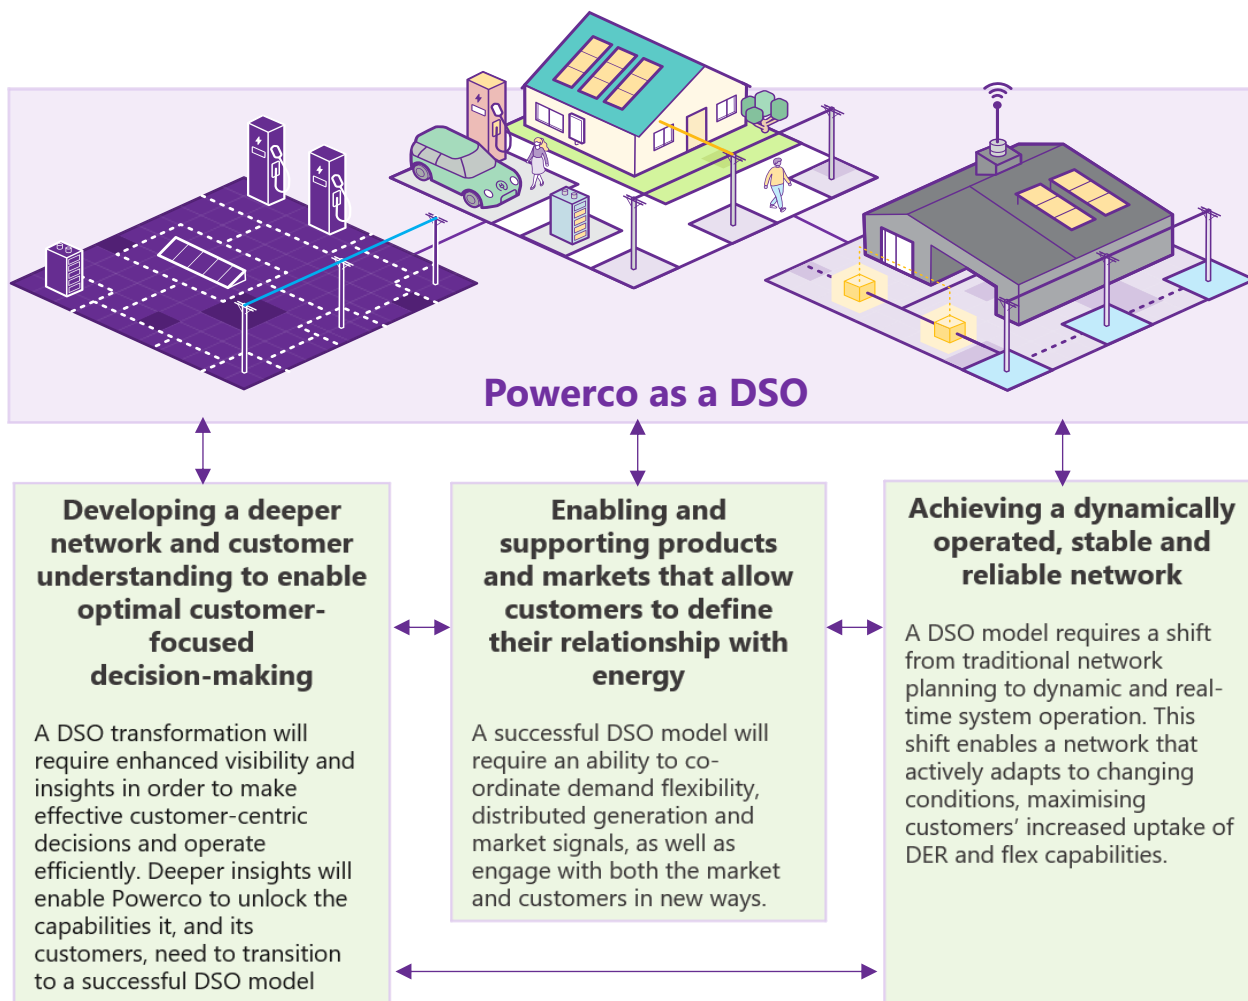 Powerco as a DSO
Developing a deeper
network and customer
understanding to enable
optimal customer-
focused
decision-making
A DSO transformation will
require enhanced visibility and
insights in order to make
effective customer-centric
decisions and operate
efficiently. Deeper insights will
enable Powerco to unlock the
capabilities it, and its
customers, need to transition
to a successful DSO model
Enabling and
supporting products
and markets that allow
customers to define
their relationship with
energy
A successful DSO model will
require an ability to co-
ordinate demand flexibility,
distributed generation and
market signals, as well as
engage with both the market
and customers in new ways.
Achieving a dynamically
operated, stable and
reliable network
A DSO model requires a shift
from traditional network
planning to dynamic and real-
time system operation. This
shift enables a network that
actively adapts to changing
conditions, maximising
customers’ increased uptake of
DER and flex capabilities.